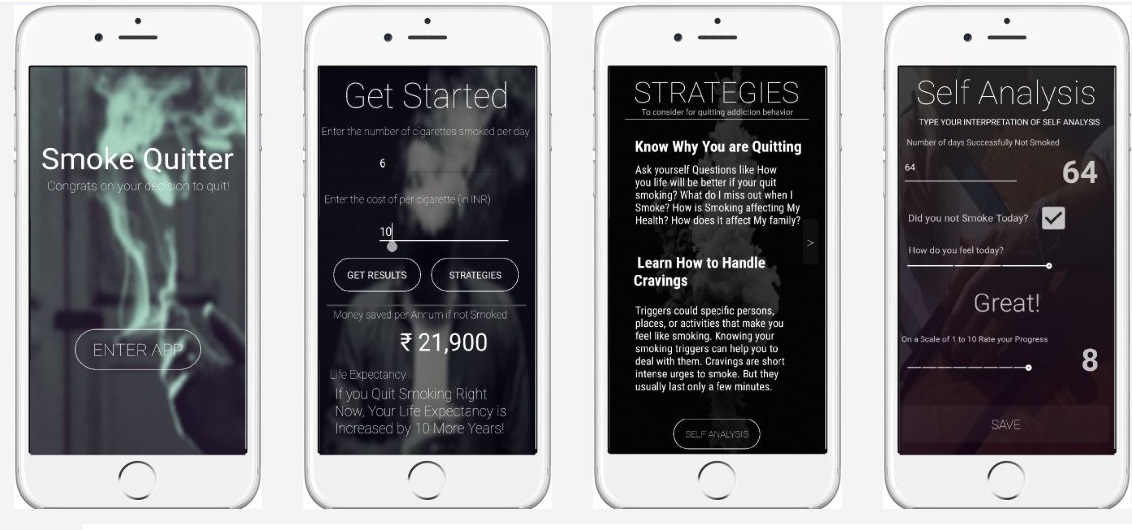 Smoke Quitter
Congrats on your decision to quit!
ENTER APP
Get Started
Enter the number of cigarettes smoked per day
6
Enter the cost of per cigarette (in INR)
10
GET RESULTS
STRATEGIES
Money saved per Annum if not Smoked
₹ 21,900
Life Expectancy
If you Quit Smoking Right
Now, Your Life Expectancy is
Increased by 10 More Years!
STRATEGIES
To consider for quitting addiction behavior
Know Why You are Quitting
Ask yourself Questions like How
you life will be better if your quit
smoking? What do I miss out when I
Smoke? How is Smoking affecting My
Health? How does it affect My family?
>
Learn How to Handle
Cravings
Triggers could specific persons,
places, or activities that make you
feel like smoking. Knowing your
smoking triggers can help you to
deal with them. Cravings are short
intense urges to smoke. But they
usually last only a few minutes.
SELF ANALYSIS
Self Analysis
TYPE YOUR INTERPRETATION OF SELF ANALYSIS
Number of days Successfully Not Smoked
64
64
Did you not Smoke Today?
How do you feel today?
Great!
On a Scale of 1 to 10 Rate your Progress
8
SAVE